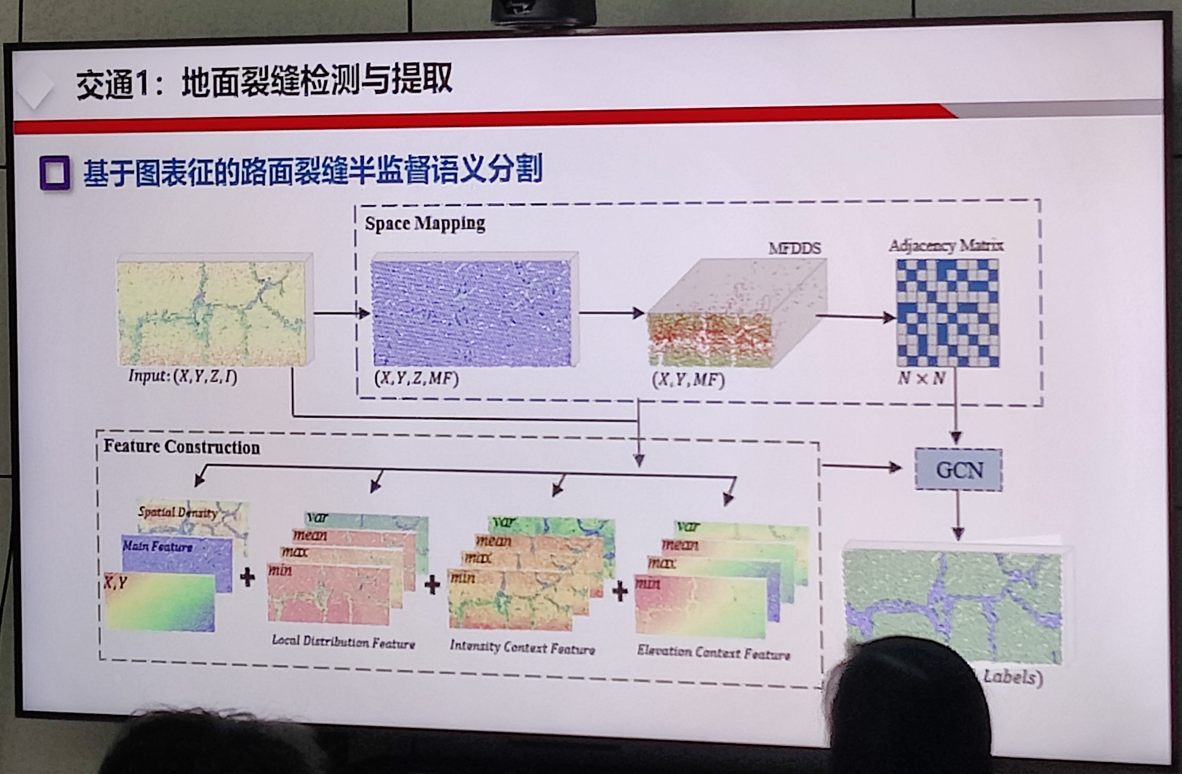 交通1：地面裂缝检测与提取
基于图表征的路面裂缝半监督语义分割
Space Mapping
MFDDS
Adjacency Matrix
Input: (X,Y,Z,I)
(X,Y,Z,MF)
(X,Y,MF)
N × N
Feature Construction
GCN
Spatial Density
Main Feature
X,Y
+
var
mean
max
min
Local Distribution Feature
+
var
mean
max
min
Intensity Context Feature
+
var
mean
max
min
Elevation Context Feature
Labels)